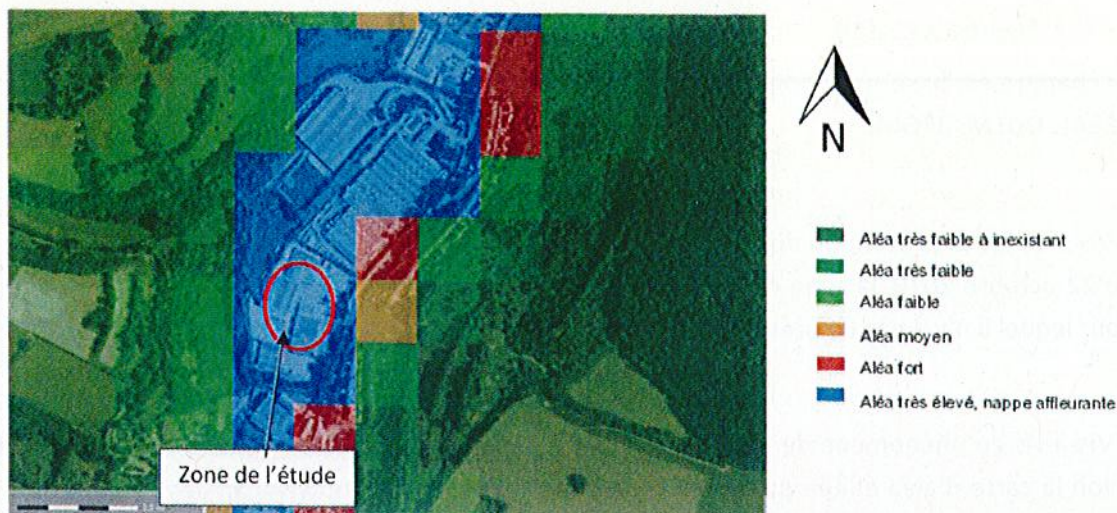 N
Aléa très faible à inexistant
Aléa très faible
Aléa faible
Aléa moyen
Aléa fort
Aléa très élevé, nappe affleurante
Zone de l'étude